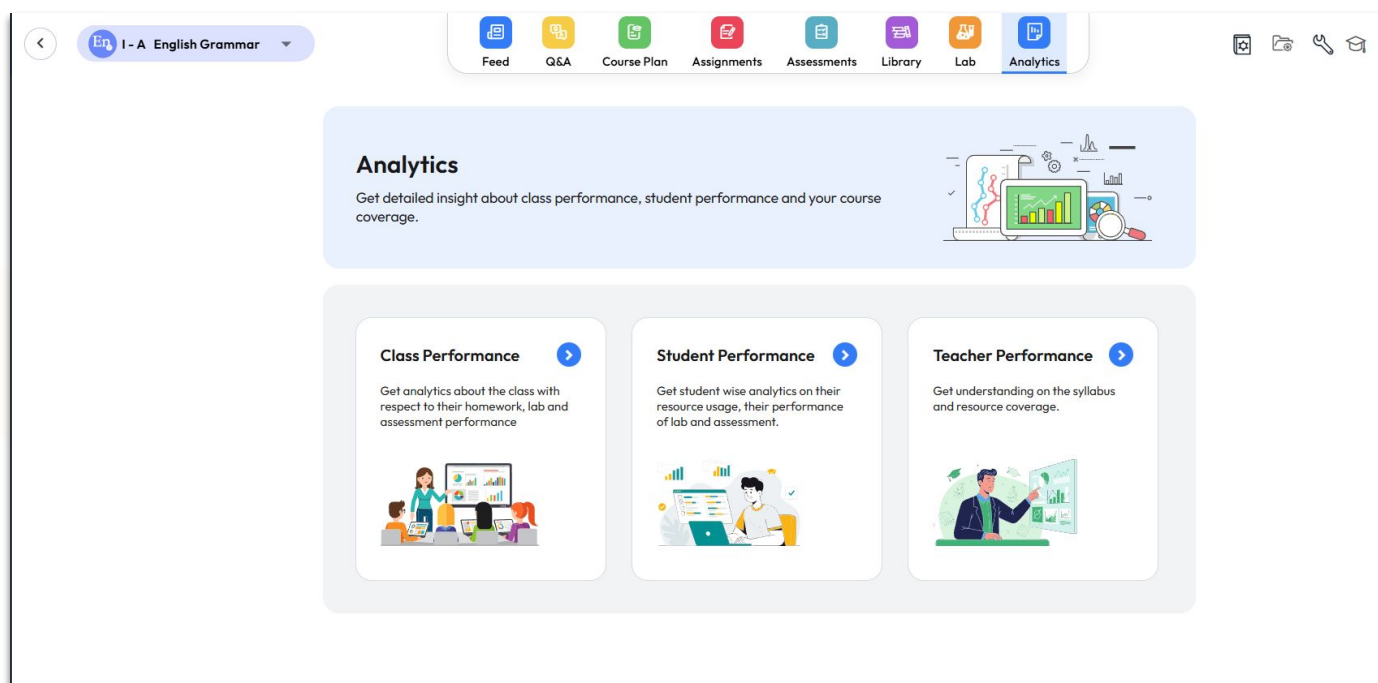 En I - A English Grammar
Feed Q&A Course Plan Assignments Assessments Library Lab Analytics
Analytics
Get detailed insight about class performance, student performance and your course
coverage.
Class Performance
Get analytics about the class with
respect to their homework, lab and
assessment performance
Student Performance
Get student wise analytics on their
resource usage, their performance
of lab and assessment.
Teacher Performance
Get understanding on the syllabus
and resource coverage.